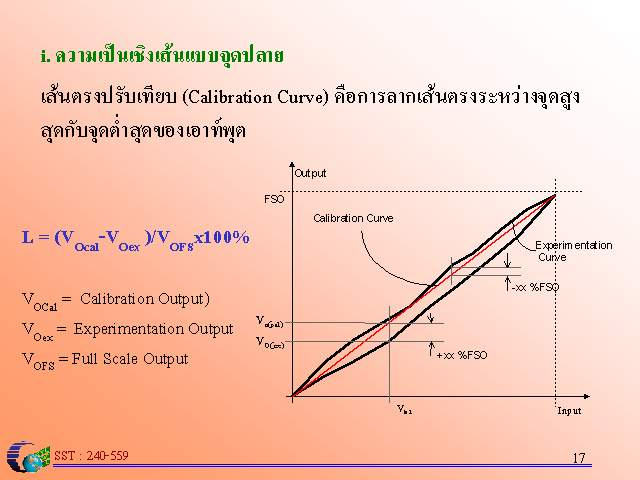 i. ความเป็นเชิงเส้นแบบจุดปลาย
เส้นตรงปรับเทียบ (Calibration Curve) คือการลากเส้นตรงระหว่างจุดสูง
สุดกับจุดต่ำสุดของเอาท์พุต
Output
FSO
Calibration Curve
L = (VOcal-VOex )/VOFSx100%
Experimentation
Curve
-xx %FSO
VOCal = Calibration Output)
VOex = Experimentation Output
VOFS = Full Scale Output
+xx %FSO
Input
SST : 240-559
17